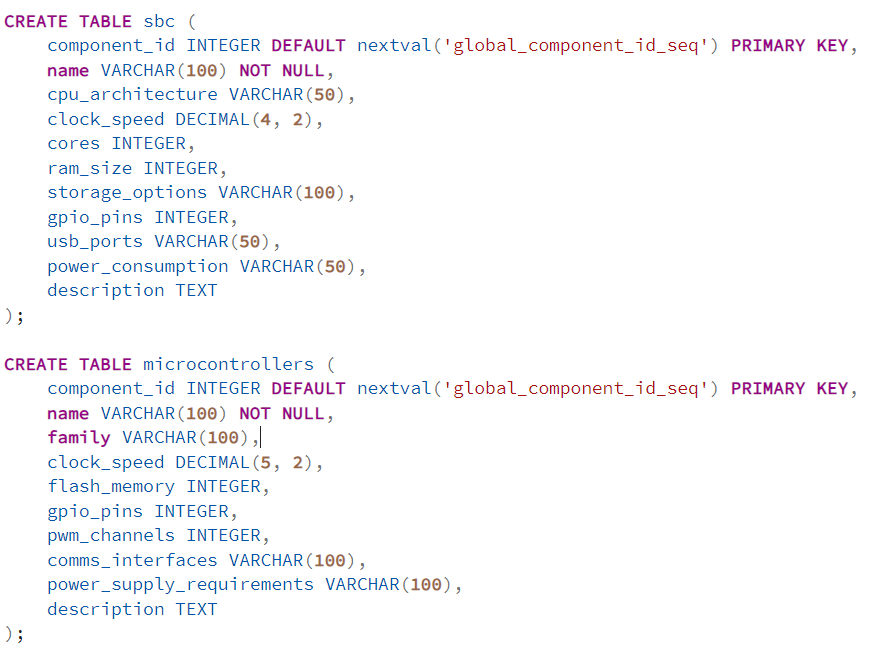 CREATE TABLE sbc (
    component_id INTEGER DEFAULT nextval('global_component_id_seq') PRIMARY KEY,
    name VARCHAR(100) NOT NULL,
    cpu_architecture VARCHAR(50),
    clock_speed DECIMAL(4, 2),
    cores INTEGER,
    ram_size INTEGER,
    storage_options VARCHAR(100),
    gpio_pins INTEGER,
    usb_ports VARCHAR(50),
    power_consumption VARCHAR(50),
    description TEXT
);
CREATE TABLE microcontrollers (
    component_id INTEGER DEFAULT nextval('global_component_id_seq') PRIMARY KEY,
    name VARCHAR(100) NOT NULL,
    family VARCHAR(100),
    clock_speed DECIMAL(5, 2),
    flash_memory INTEGER,
    gpio_pins INTEGER,
    pwm_channels INTEGER,
    comms_interfaces VARCHAR(100),
    power_supply_requirements VARCHAR(100),
    description TEXT
);